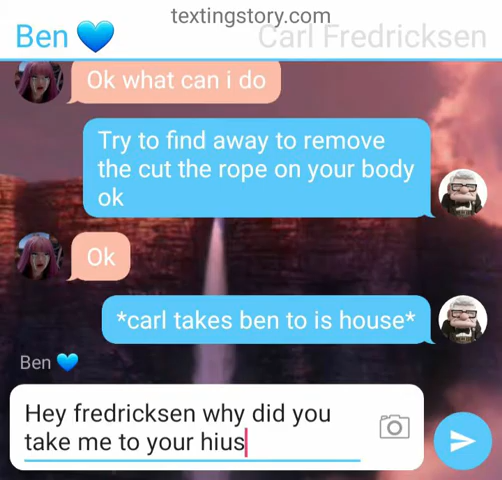 textingstory.com
Ben 💙 Carl Fredricksen
Ok what can i do
Try to find away to remove
the cut the rope on your body
ok
Ok
*carl takes ben to is house*
Ben 💙
Hey fredricksen why did you
take me to your hius